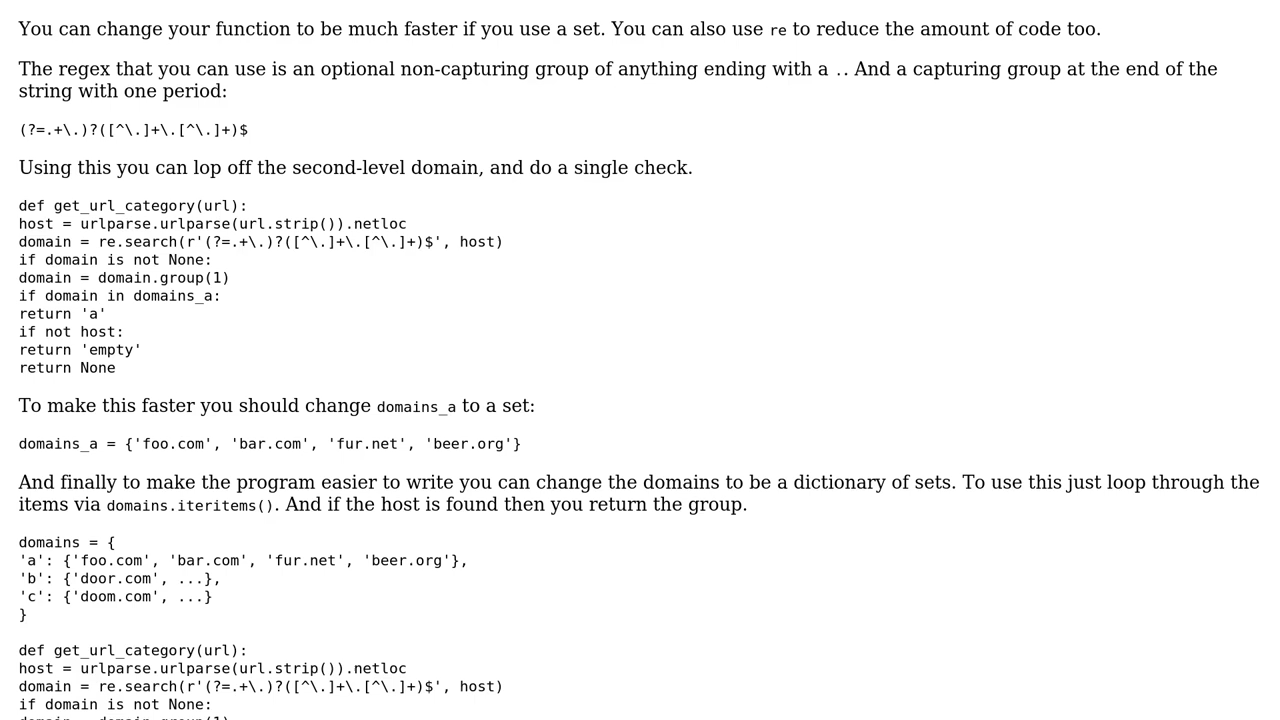 You can change your function to be much faster if you use a set. You can also use re to reduce the amount of code too.
The regex that you can use is an optional non-capturing group of anything ending with a .. And a capturing group at the end of the
string with one period:
(?=.+\.)?([^\.]+\.[^\.]+)$
Using this you can lop off the second-level domain, and do a single check.
def get_url_category(url):
host = urlparse.urlparse(url.strip()).netloc
domain = re.search(r'(?=.+\.)?([^\.]+\.[^\.]+)$', host)
if domain is not None:
domain = domain.group(1)
if domain in domains_a:
return 'a'
if not host:
return 'empty'
return None
To make this faster you should change domains_a to a set:
domains_a = {'foo.com', 'bar.com', 'fur.net', 'beer.org'}
And finally to make the program easier to write you can change the domains to be a dictionary of sets. To use this just loop through the
items via domains.iteritems(). And if the host is found then you return the group.
domains = {
'a': {'foo.com', 'bar.com', 'fur.net', 'beer.org'},
'b': {'door.com', ...},
'c': {'doom.com', ...}
}
def get_url_category(url):
host = urlparse.urlparse(url.strip()).netloc
domain = re.search(r'(?=.+\.)?([^\.]+\.[^\.]+)$', host)
if domain is not None: